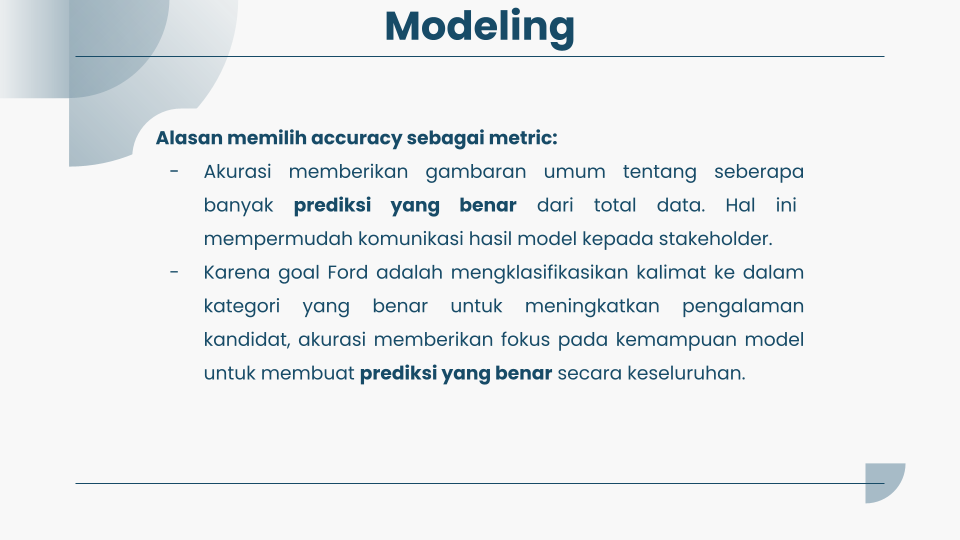 Modeling
Alasan memilih accuracy sebagai metric:
- Akurasi memberikan gambaran umum tentang seberapa
banyak prediksi yang benar dari total data. Hal ini
mempermudah komunikasi hasil model kepada stakeholder.
- Karena goal Ford adalah mengklasifikasikan kalimat ke dalam
kategori yang benar untuk meningkatkan pengalaman
kandidat, akurasi memberikan fokus pada kemampuan model
untuk membuat prediksi yang benar secara keseluruhan.